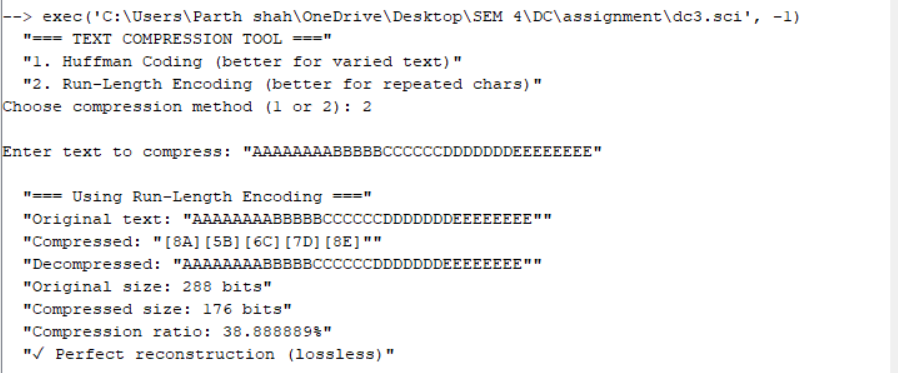 --> exec('C:\Users\Parth shah\OneDrive\Desktop\SEM 4\DC\assignment\dc3.sci', -1)
"=== TEXT COMPRESSION TOOL ==="
"1. Huffman Coding (better for varied text)"
"2. Run-Length Encoding (better for repeated chars)"
Choose compression method (1 or 2): 2
Enter text to compress: "AAAAAAAABBBBBCCCCCCDDDDDDDEEEEEEEE"
"=== Using Run-Length Encoding ==="
"Original text: "AAAAAAAABBBBBCCCCCCDDDDDDDEEEEEEEE""
"Compressed: "[8A][5B][6C][7D][8E]""
"Decompressed: "AAAAAAAABBBBBCCCCCCDDDDDDDEEEEEEEE""
"Original size: 288 bits"
"Compressed size: 176 bits"
"Compression ratio: 38.888889%"
"✓ Perfect reconstruction (lossless)"